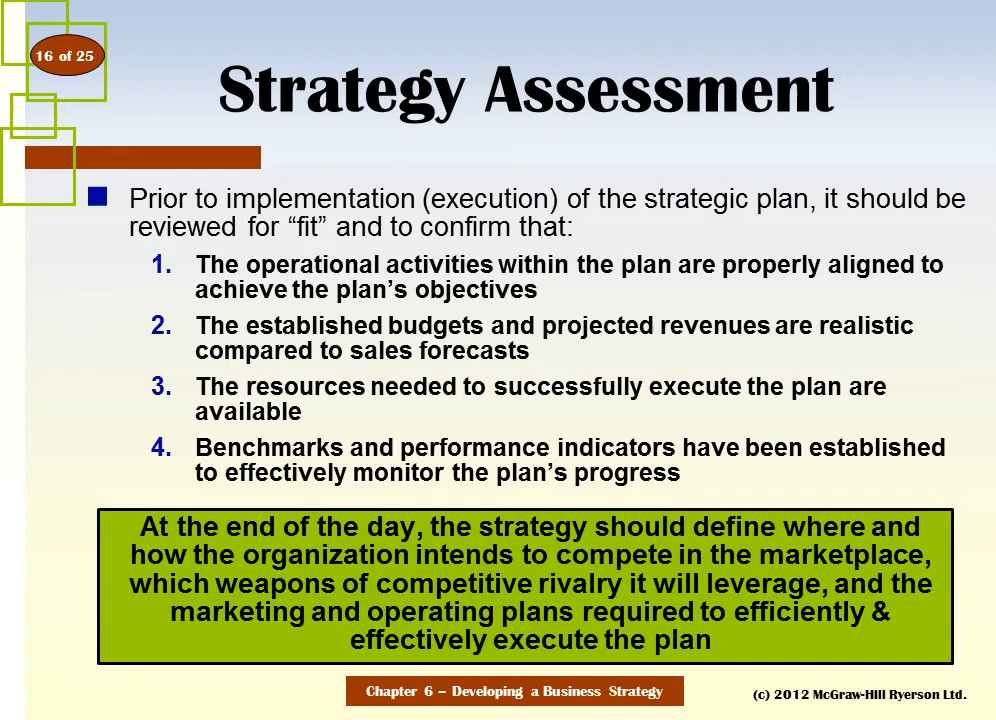 16 of 25
Strategy Assessment
Prior to implementation (execution) of the strategic plan, it should be
reviewed for “fit” and to confirm that:
1. The operational activities within the plan are properly aligned to
achieve the plan’s objectives
2. The established budgets and projected revenues are realistic
compared to sales forecasts
3. The resources needed to successfully execute the plan are
available
4. Benchmarks and performance indicators have been established
to effectively monitor the plan’s progress
At the end of the day, the strategy should define where and
how the organization intends to compete in the marketplace,
which weapons of competitive rivalry it will leverage, and the
marketing and operating plans required to efficiently &
effectively execute the plan
Chapter 6 – Developing a Business Strategy
(c) 2012 McGraw-Hill Ryerson Ltd.